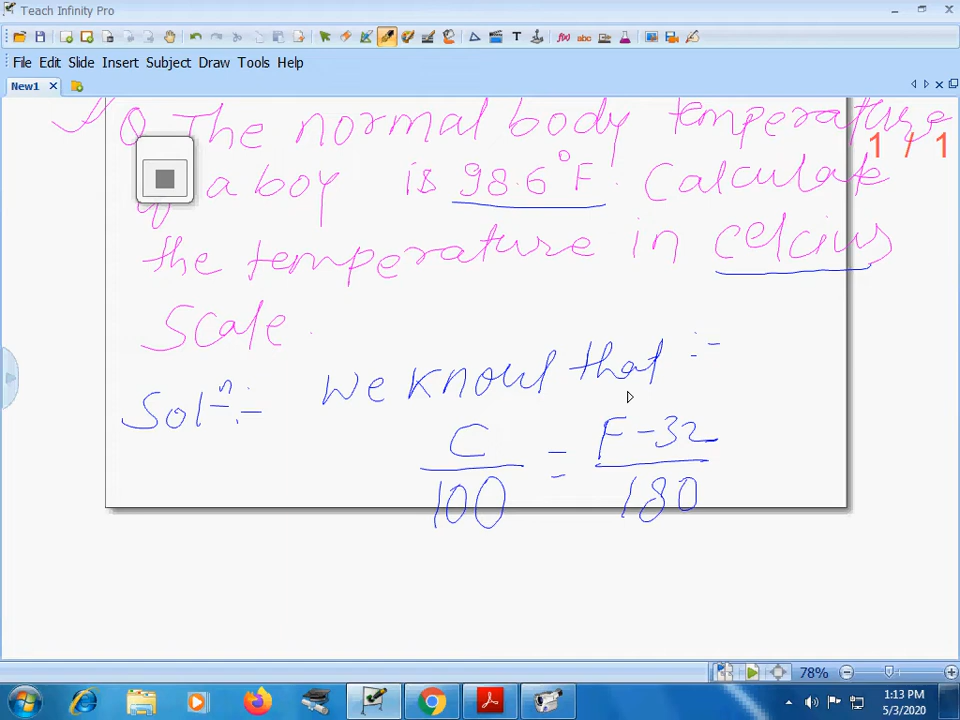 Teach Infinity Pro
File Edit Slide Insert Subject Draw Tools Help
New1
Q The normal body temperature
1 / 1
of a boy is 98.6°F. Calculate
the temperature in celcius
Scale
Solⁿ:- We know that :-
C/100 = F-32/180
78%
1:13 PM
5/3/2020